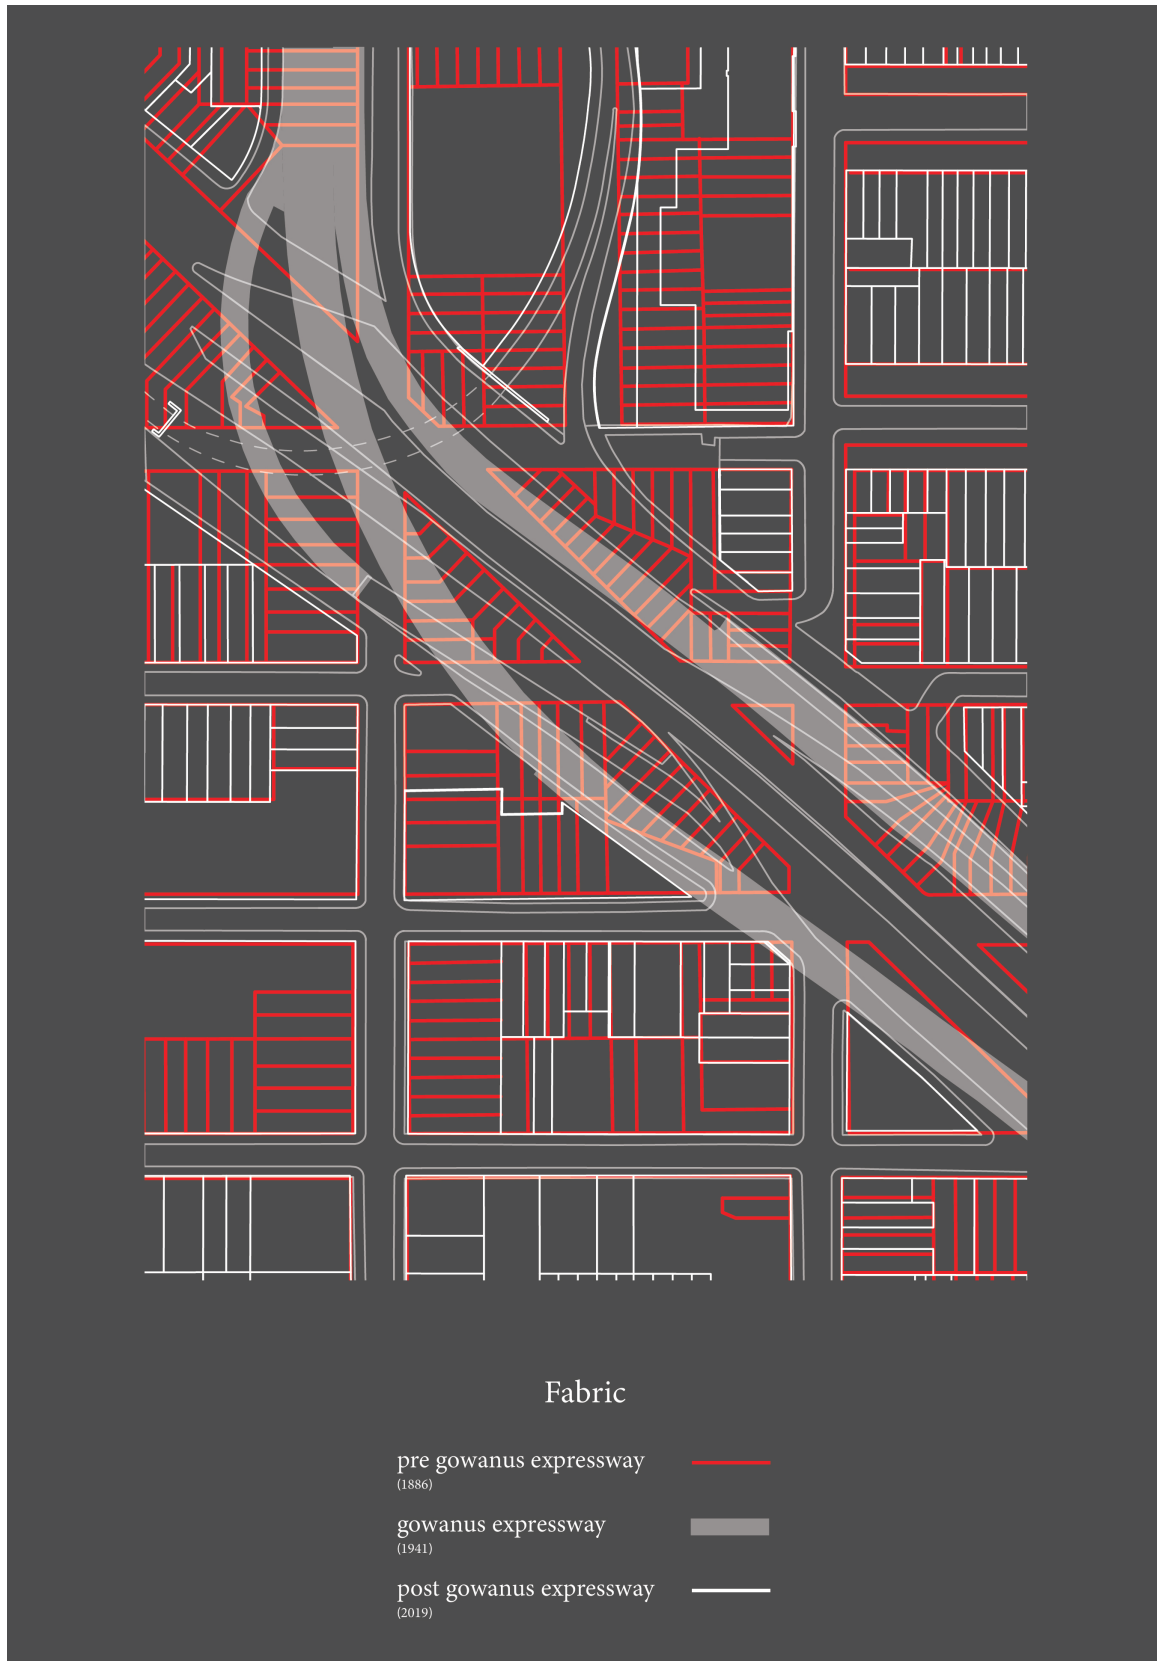 Fabric
pre gowanus expressway
(1886)
gowanus expressway
(1941)
post gowanus expressway
(2019)